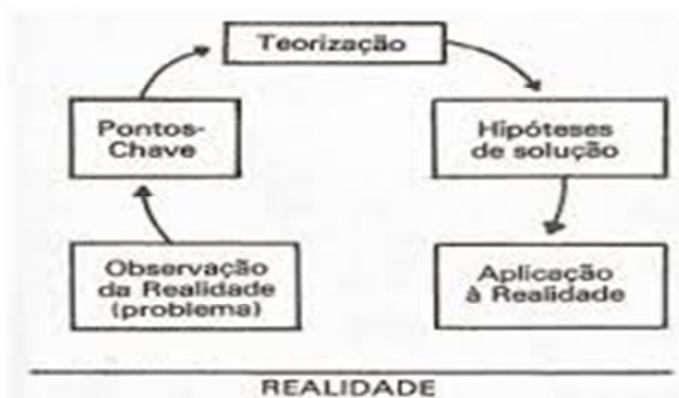 Teorização
Pontos-
Chave
Hipóteses
de solução
Observação
da Realidade
(problema)
Aplicação
à Realidade
REALIDADE